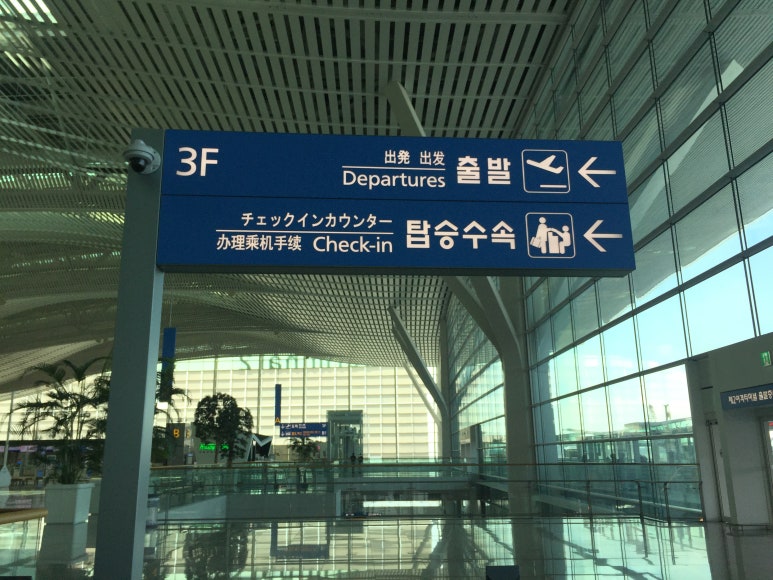 3F
出発 出发
Departures 출발
チェックインカウンター
办理乘机手续 Check-in 탑승수속
B